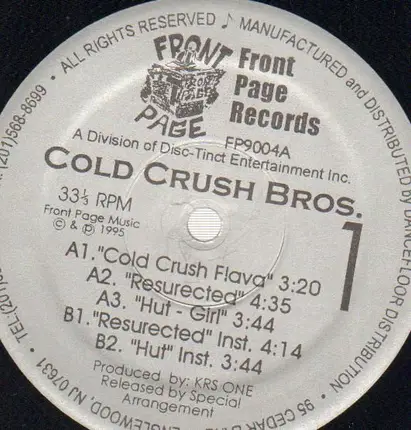 • ALL RIGHTS RESERVED ♪ MANUFACTURED and DISTRIBUTED by DANCEFLOOR DISTRIBUTION • 95 CEDAR
ENGLEWOOD, NJ 07631 • TEL:(201)
(201)568-8699
FRONT
PAGE
Front
Page
Records
FP9004A
A Division of Disc-Tinct Entertainment Inc.
COLD CRUSH BROS.
33⅓ RPM
Front Page Music
© & ℗ 1995
1
A1."Cold Crush Flava" 3:20
A2. "Resurected" 4:35
A3. "Hut - Girl" 3:44
B1."Resurected" Inst. 4:14
B2. "Hut" Inst. 3:44
Produced by: KRS ONE
Released by Special
Arrangement